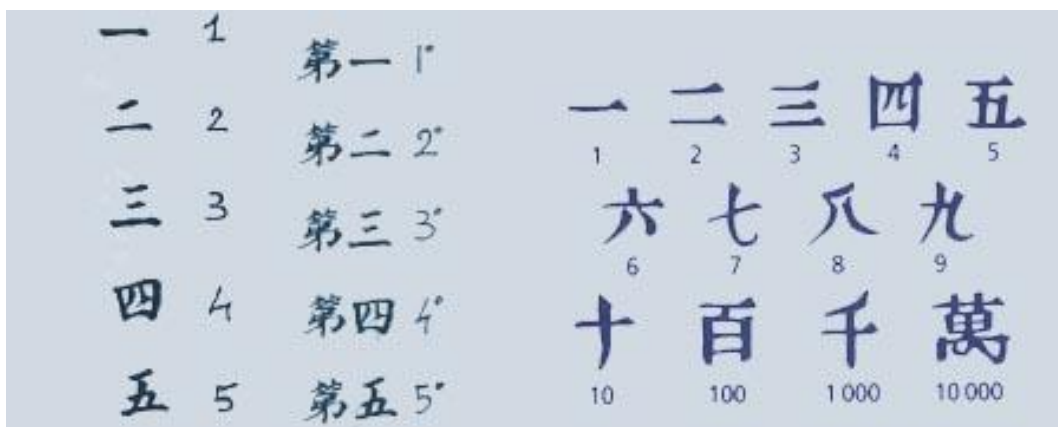 一 1 第一 1°
二 2 第二 2°
三 3 第三 3°
四 4 第四 4°
五 5 第五 5°
一 二 三 四 五
1 2 3 4 5
六 七 八 九
6 7 8 9
十 百 千 萬
10 100 1 000 10 000